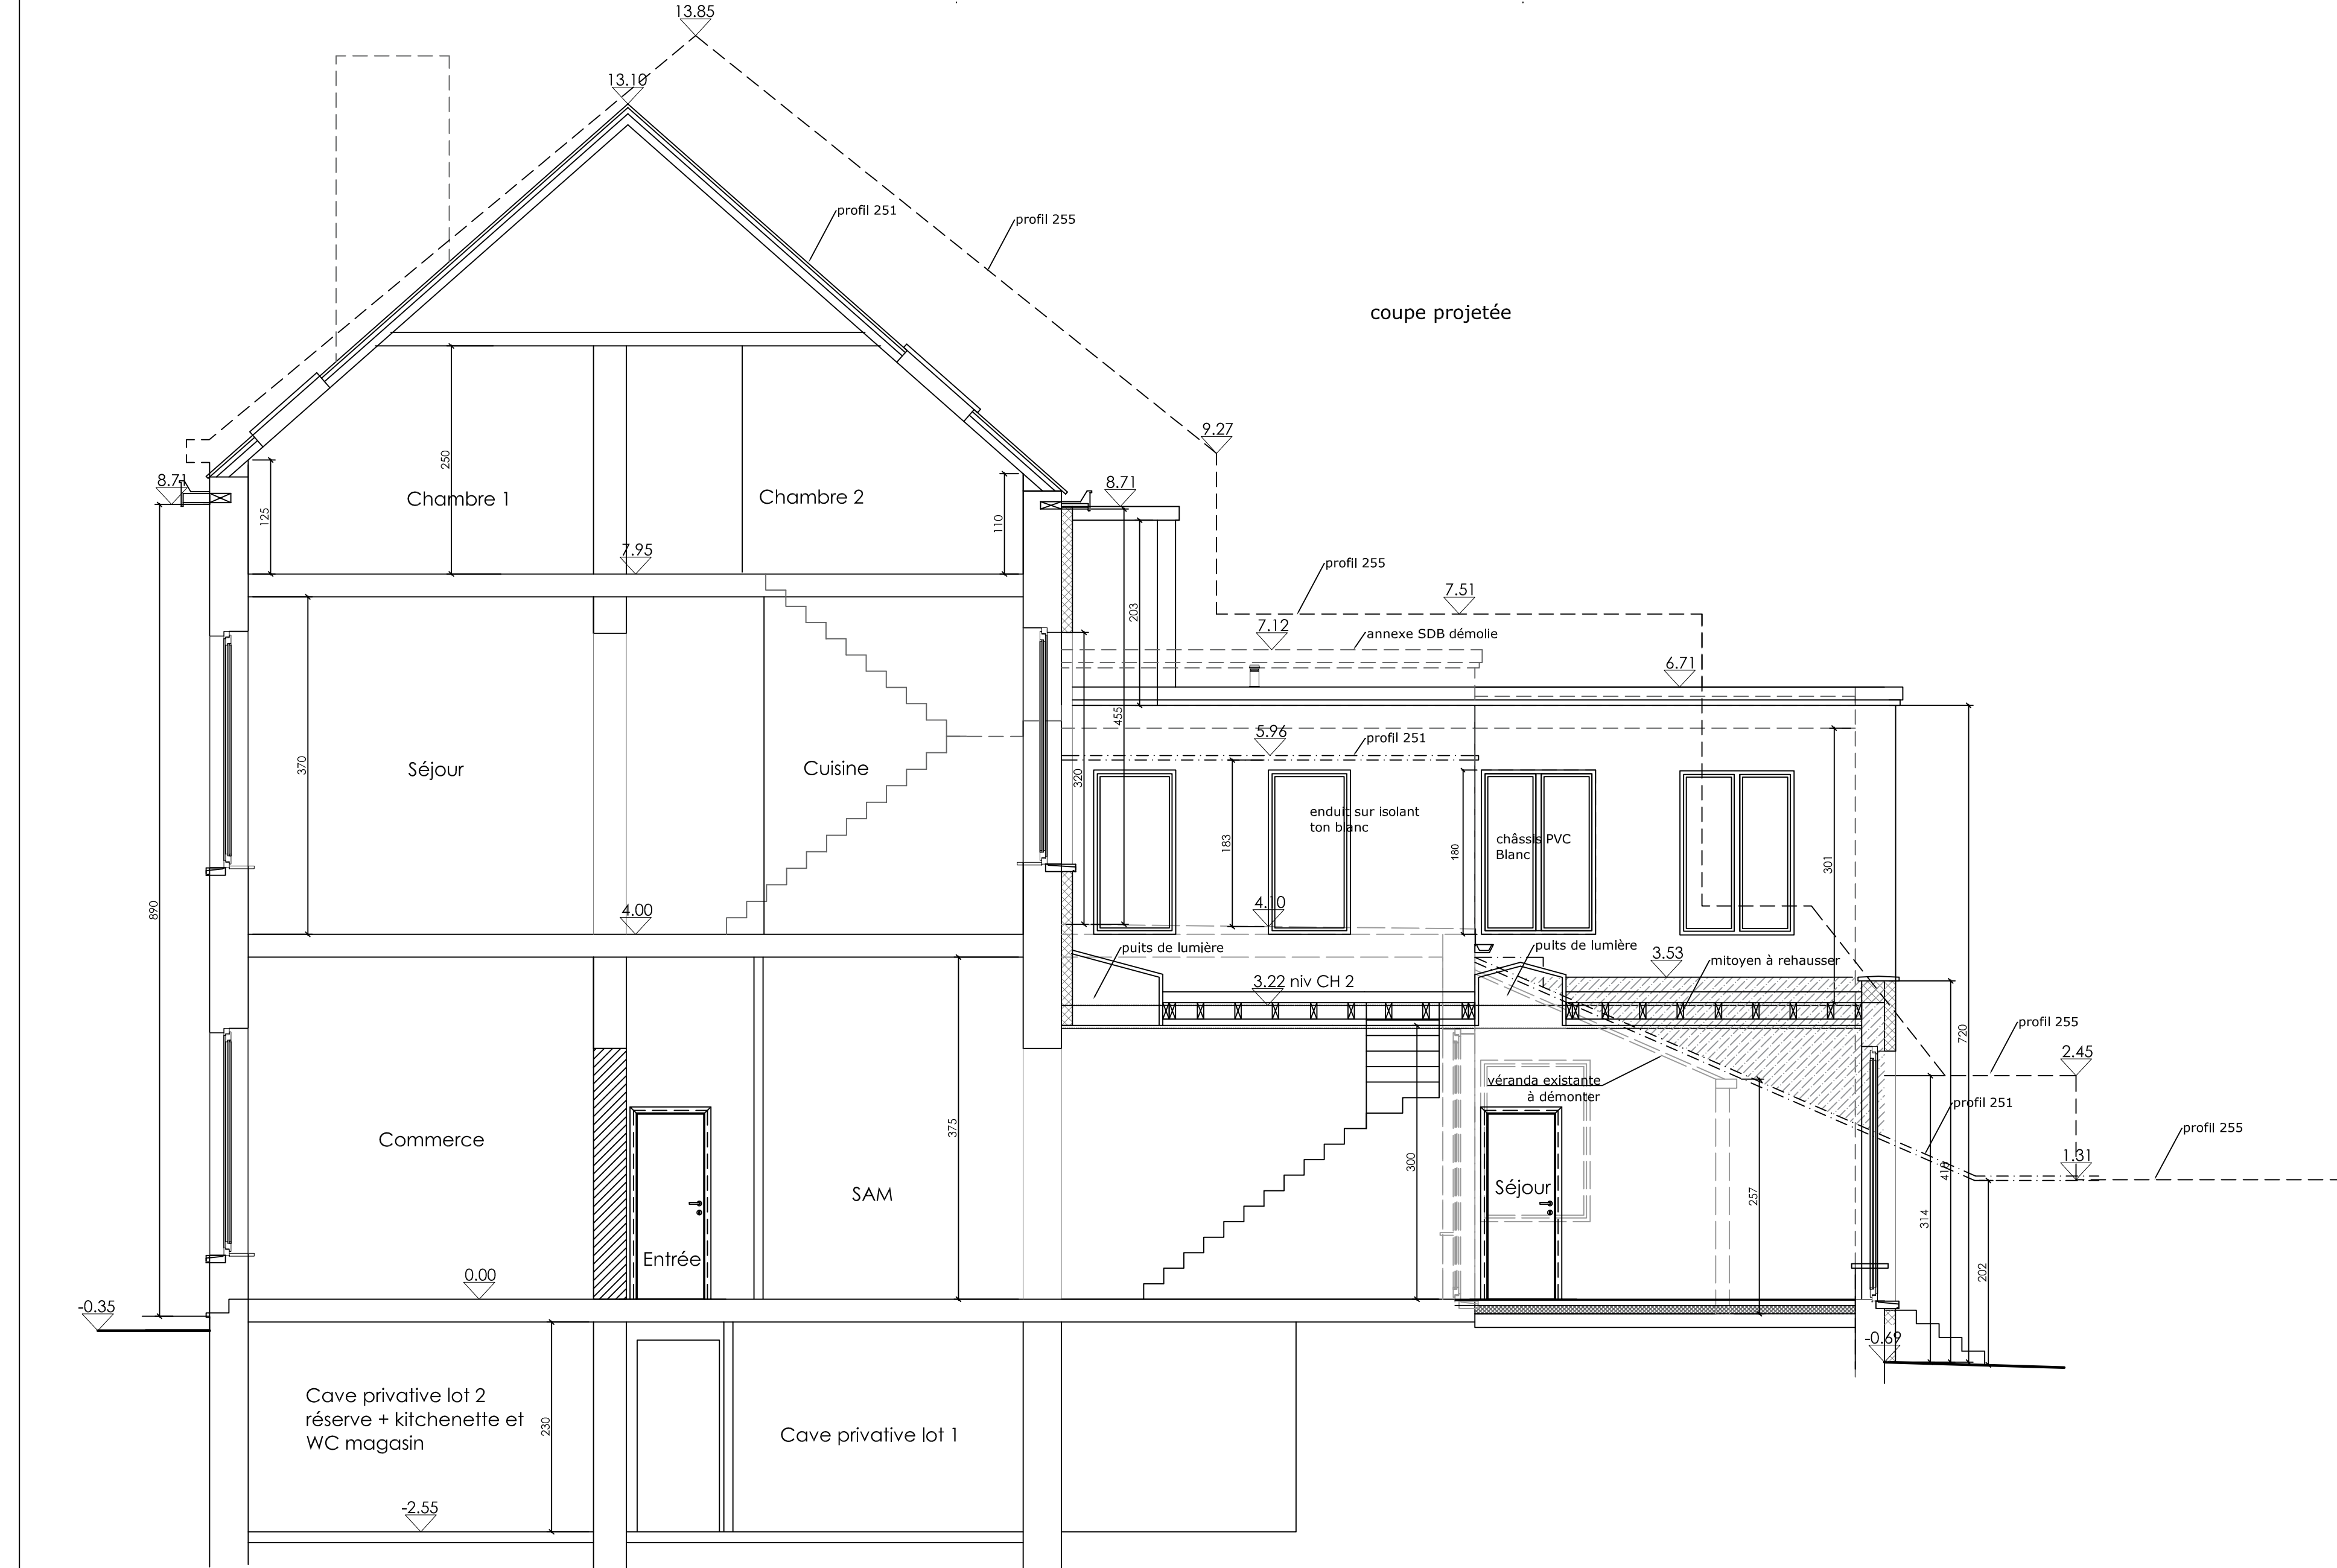 13.85
13.10
profil 251
profil 255
coupe projetée
9.27
8.71
8.71
250
Chambre 1
Chambre 2
125
110
7.95
profil 255
7.51
203
7.12
annexe SDB démolie
6.71
455
5.96
profil 251
370
Séjour
Cuisine
320
enduit sur isolant
ton blanc
183
180
châssis PVC
Blanc
301
890
4.00
4.10
puits de lumière
puits de lumière
3.53
mitoyen à rehausser
3.22 niv CH 2
profil 255
720
2.45
véranda existante
à démonter
profil 251
Commerce
375
profil 255
300
1.31
SAM
Séjour
257
314
202
Entrée
0.00
-0.35
-0.69
Cave privative lot 2
réserve + kitchenette et
WC magasin
230
Cave privative lot 1
-2.55